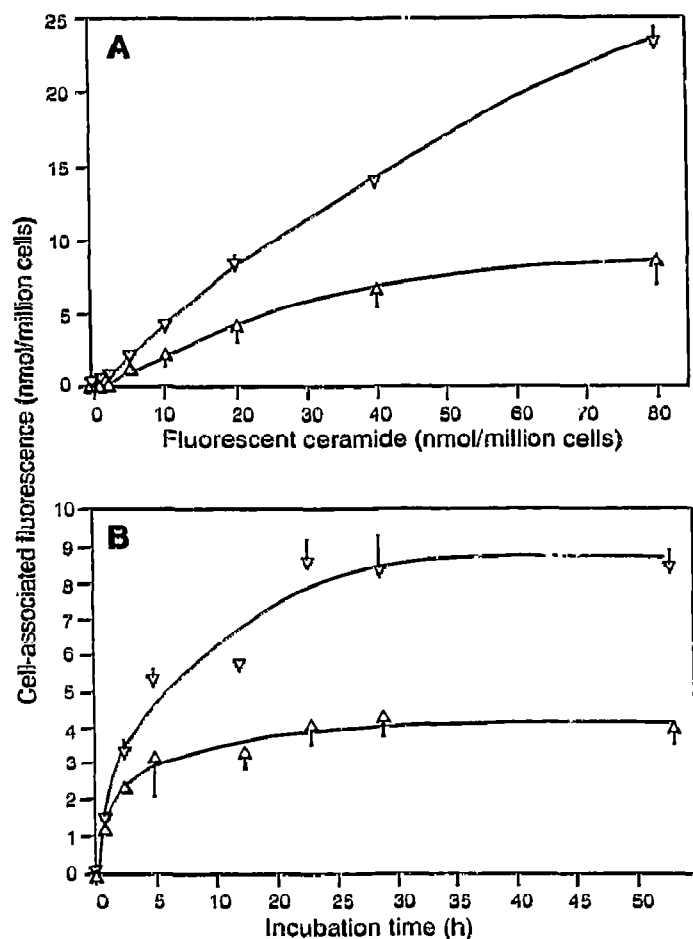 A
25
20
15
10
5
0
0 10 20 30 40 50 60 70 80
Fluorescent ceramide (nmol/million cells)
Cell-associated fluorescence (nmol/million cells)
B
10
9
8
7
6
5
4
3
2
1
0
0 5 10 15 20 25 30 35 40 45 50
Incubation time (h)